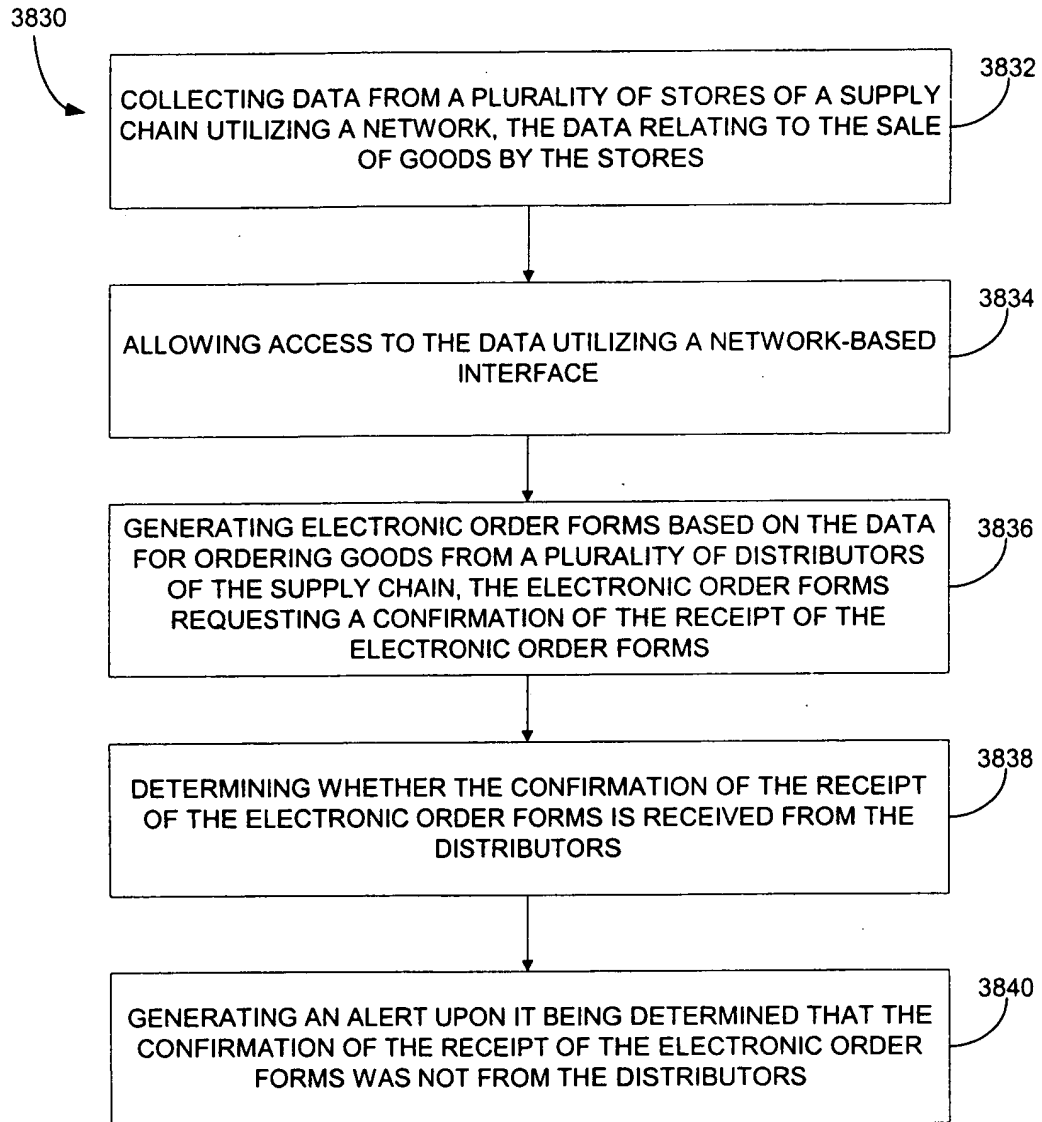 3830
3832
COLLECTING DATA FROM A PLURALITY OF STORES OF A SUPPLY
CHAIN UTILIZING A NETWORK, THE DATA RELATING TO THE SALE
OF GOODS BY THE STORES
3834
ALLOWING ACCESS TO THE DATA UTILIZING A NETWORK-BASED
INTERFACE
3836
GENERATING ELECTRONIC ORDER FORMS BASED ON THE DATA
FOR ORDERING GOODS FROM A PLURALITY OF DISTRIBUTORS
OF THE SUPPLY CHAIN, THE ELECTRONIC ORDER FORMS
REQUESTING A CONFIRMATION OF THE RECEIPT OF THE
ELECTRONIC ORDER FORMS
3838
DETERMINING WHETHER THE CONFIRMATION OF THE RECEIPT
OF THE ELECTRONIC ORDER FORMS IS RECEIVED FROM THE
DISTRIBUTORS
3840
GENERATING AN ALERT UPON IT BEING DETERMINED THAT THE
CONFIRMATION OF THE RECEIPT OF THE ELECTRONIC ORDER
FORMS WAS NOT FROM THE DISTRIBUTORS